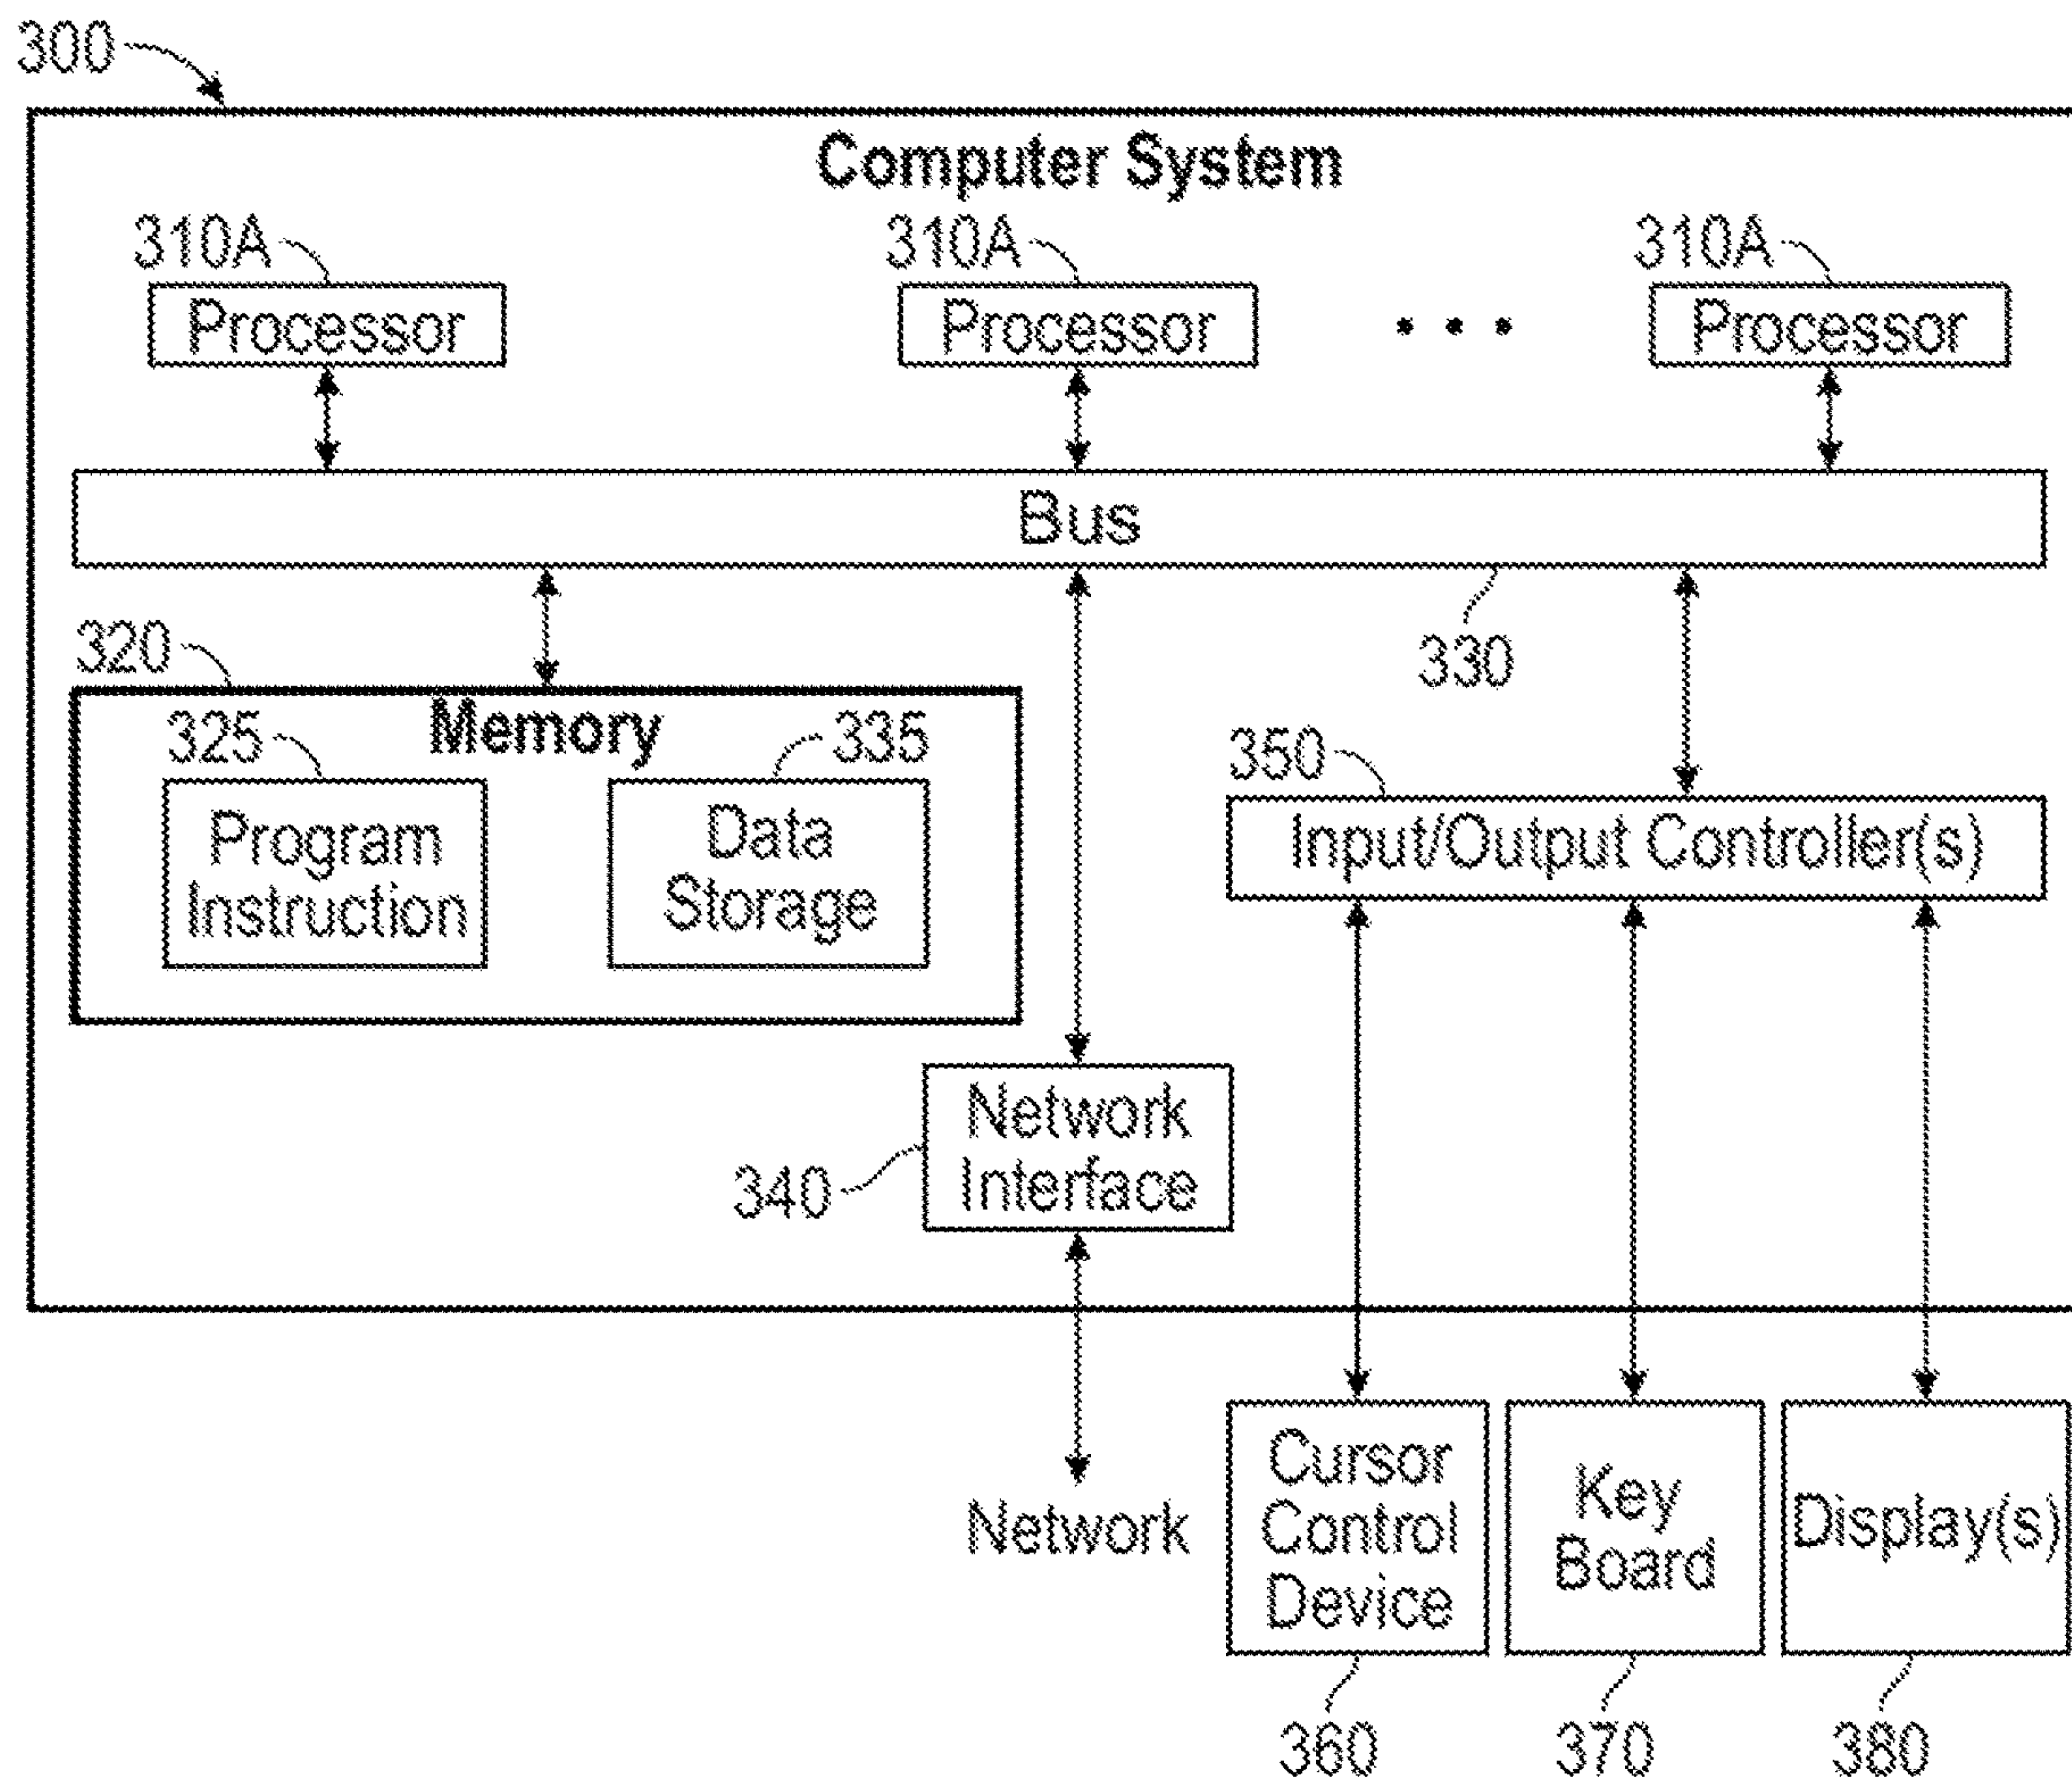 300
Computer System
310A
310A
310A
Processor
Processor
Processor
Bus
330
320
Memory
325
335
Program
Instruction
Data
Storage
350
Input/Output Controller(s)
Network
Interface
340
Network
Cursor
Control
Device
Key
Board
Display(s)
360
370
380